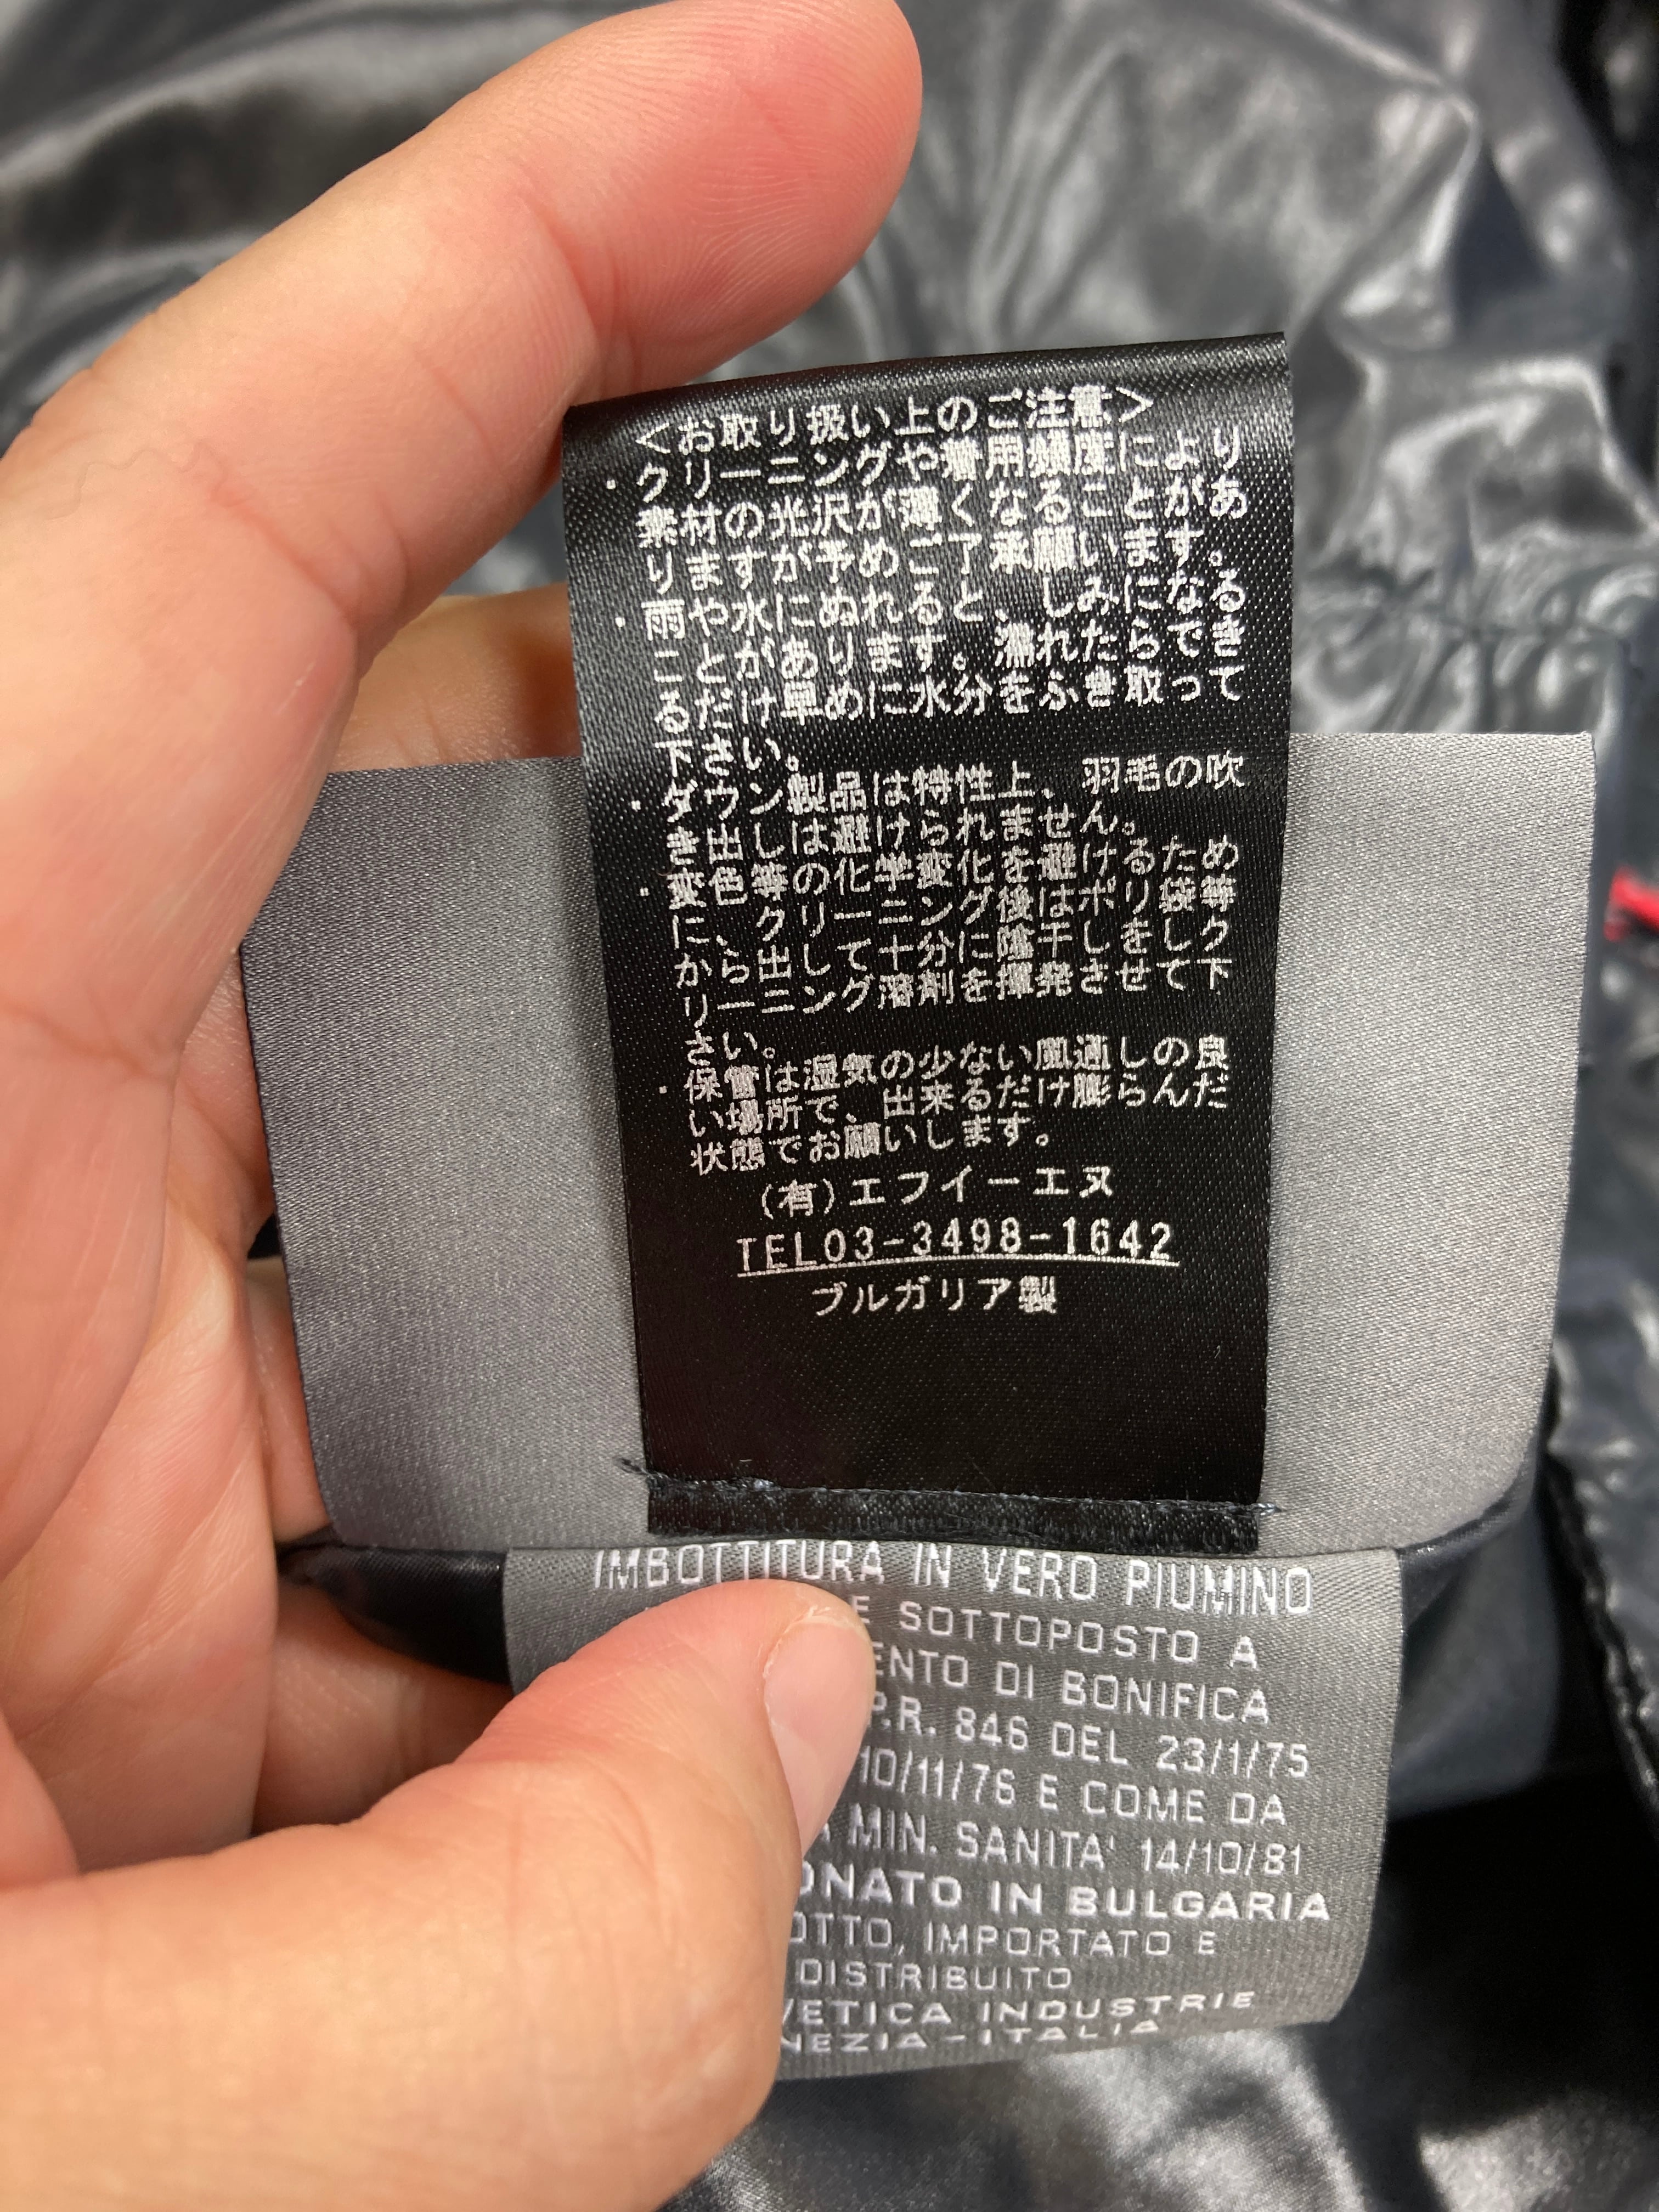 <お取り扱い上のご注意>
・クリーニングや着用頻度により
素材の光沢が薄くなることがあ
りますが予めご了承願います。
・雨や水にぬれると、しみになる
ことがあります。濡れたらでき
るだけ早めに水分をふき取って
下さい。
・ダウン製品は特性上、羽毛の吹
き出しは避けられません。
・変色等の化学変化を避けるため
に、クリーニング後はポリ袋等
から出して十分に陰干しをしク
リーニング溶剤を揮発させて下
さい。
・保管は湿気の少ない風通しの良
い場所で、出来るだけ膨らんだ
状態でお願いします。
(有)エフイーエヌ
TEL03-3498-1642
ブルガリア製
IMBOTTITURA IN VERO PIUMINO
E SOTTOPOSTO A
ENTO DI BONIFICA
P.R. 846 DEL 23/1/75
10/11/76 E COME DA
A MIN. SANITA' 14/10/81
ONATO IN BULGARIA
OTTO, IMPORTATO E
DISTRIBUITO
VETICA INDUSTRIE
NEZIA-ITALIA